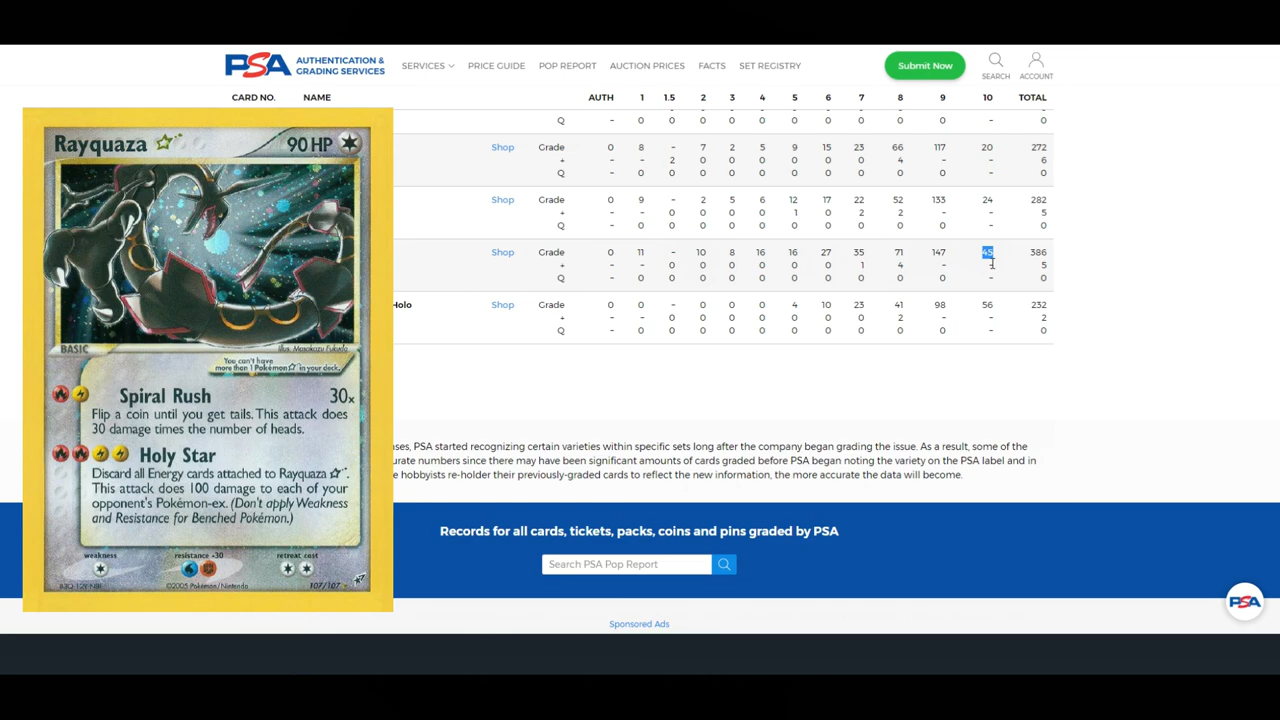 PSA AUTHENTICATION &
GRADING SERVICES
SERVICES PRICE GUIDE POP REPORT AUCTION PRICES FACTS SET REGISTRY
Submit Now
SEARCH ACCOUNT
CARD NO. NAME AUTH 1 1.5 2 3 4 5 6 7 8 9 10 TOTAL
Q - - 0 0 0 0 0 0 0 0 0 - 0
Shop Grade 0 8 - 7 2 5 9 15 23 66 117 20 272
+ - - 2 0 0 0 0 0 0 4 - - 6
Q - 0 0 0 0 0 0 0 0 0 0 - 0
Shop Grade 0 9 - 2 5 6 12 17 22 52 133 24 282
+ - - 0 0 0 0 1 0 2 2 - - 5
Q - 0 0 0 0 0 0 0 0 0 0 - 0
Shop Grade 0 11 - 10 8 16 16 27 35 71 147 45 386
+ - - 0 0 0 0 0 0 1 4 - - 5
Q - 0 0 0 0 0 0 0 0 0 0 - 0
Holo Shop Grade 0 0 - 0 0 0 4 10 23 41 98 56 232
+ - - 0 0 0 0 0 0 0 2 - - 2
Q - 0 0 0 0 0 0 0 0 0 0 - 0
Rayquaza 90 HP
BASIC
Illus. Masakazu Fukuda
You can't have
more than 1 Pokémon ☆ in your deck.
Spiral Rush 30x
Flip a coin until you get tails. This attack does
30 damage times the number of heads.
Holy Star
Discard all Energy cards attached to Rayquaza ☆.
This attack does 100 damage to each of your
opponent's Pokémon-ex. (Don't apply Weakness
and Resistance for Benched Pokémon.)
weakness resistance -30 retreat cost
©2005 Pokémon/Nintendo 107/107
ases, PSA started recognizing certain varieties within specific sets long after the company began grading the issue. As a result, some of the
urate numbers since there may have been significant amounts of cards graded before PSA began noting the variety on the PSA label and in
e hobbyists re-holder their previously-graded cards to reflect the new information, the more accurate the data will become.
Records for all cards, tickets, packs, coins and pins graded by PSA
Search PSA Pop Report
PSA
Sponsored Ads